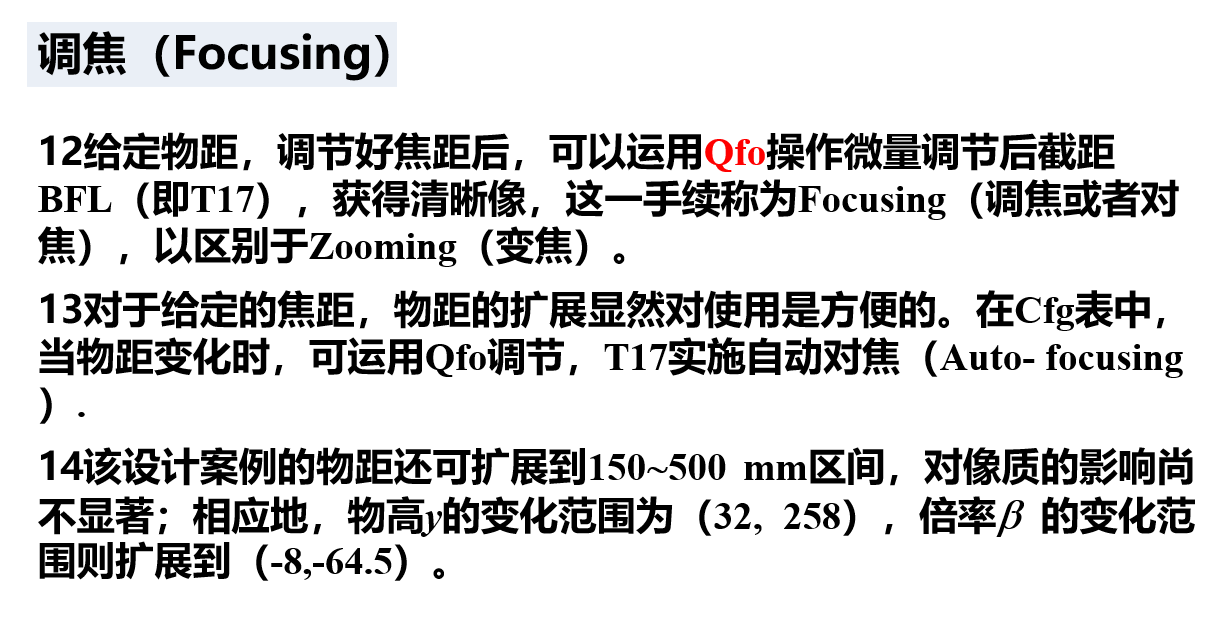 调焦（Focusing）
12给定物距，调节好焦距后，可以运用Qfo操作微量调节后截距
BFL（即T17），获得清晰像，这一手续称为Focusing（调焦或者对
焦），以区别于Zooming（变焦）。
13对于给定的焦距，物距的扩展显然对使用是方便的。在Cfg表中，
当物距变化时，可运用Qfo调节，T17实施自动对焦（Auto- focusing
）.
14该设计案例的物距还可扩展到150~500 mm区间，对像质的影响尚
不显著；相应地，物高y的变化范围为（32, 258），倍率β 的变化范
围则扩展到（-8,-64.5）。